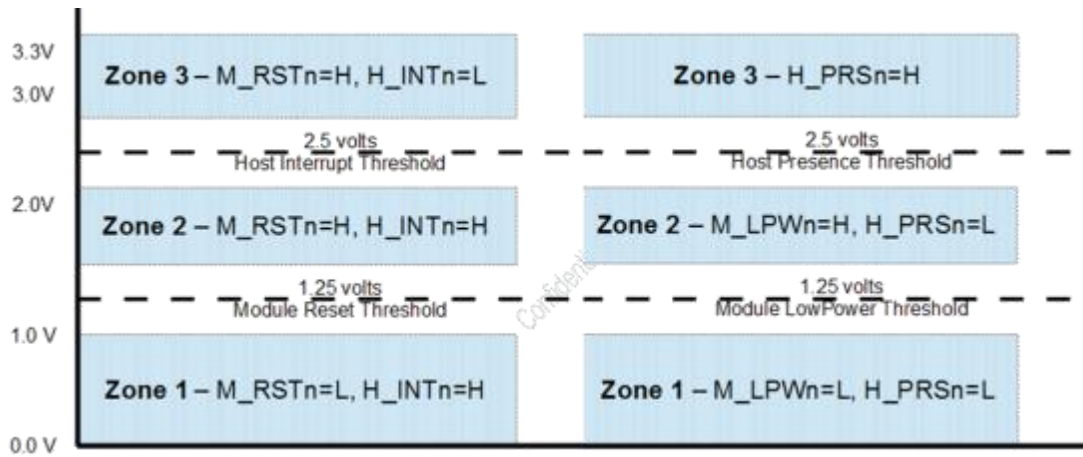 3.3V
Zone 3 – M_RSTn=H, H_INTn=L
Zone 3 – H_PRSn=H
3.0V
2.5 volts
2.5 volts
Host Interrupt Threshold
Host Presence Threshold
2.0V
Zone 2 – M_RSTn=H, H_INTn=H
Zone 2 – M_LPWn=H, H_PRSn=L
1.25 volts
1.25 volts
Module Reset Threshold
Module LowPower Threshold
1.0 V
Zone 1 – M_RSTn=L, H_INTn=H
Zone 1 – M_LPWn=L, H_PRSn=L
0.0 V